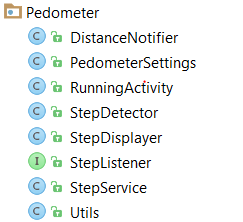 Pedometer
C DistanceNotifier
C PedometerSettings
C RunningActivity
C StepDetector
C StepDisplayer
I StepListener
C StepService
C Utils